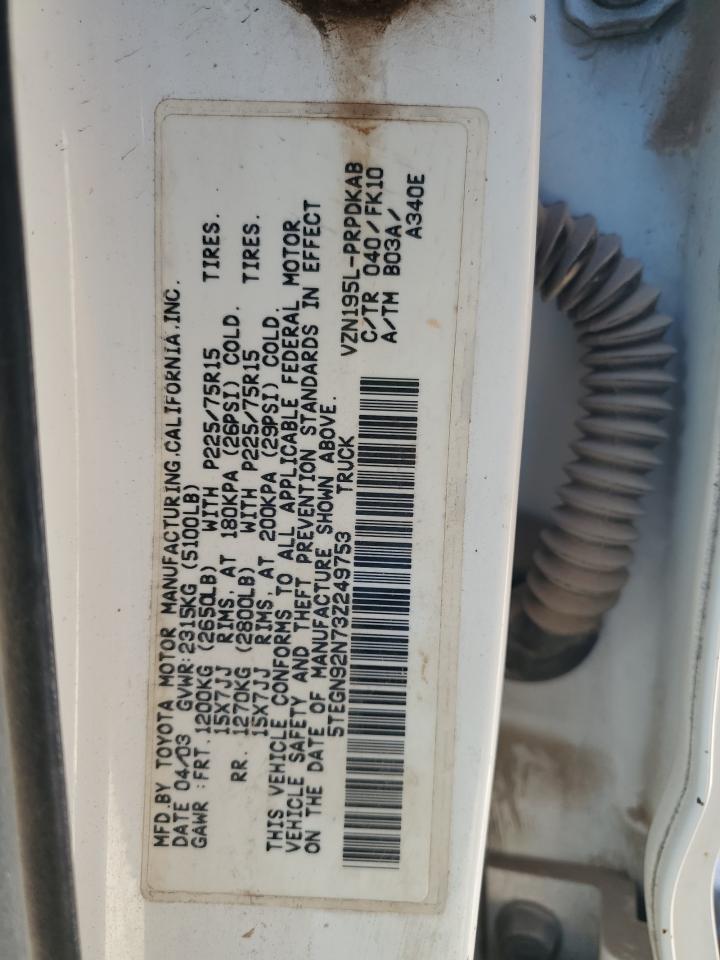 MFD.BY TOYOTA MOTOR MANUFACTURING,CALIFORNIA,INC.
DATE 04/03 GVWR:2315KG (5100LB)
GAWR :FRT.1200KG (2650LB) WITH P225/75R15 TIRES.
15X7JJ RIMS, AT 180KPA (26PSI) COLD.
RR. 1270KG (2800LB) WITH P225/75R15 TIRES.
15X7JJ RIMS, AT 200KPA (29PSI) COLD.
THIS VEHICLE CONFORMS TO ALL APPLICABLE FEDERAL MOTOR
VEHICLE SAFETY AND THEFT PREVENTION STANDARDS IN EFFECT
ON THE DATE OF MANUFACTURE SHOWN ABOVE.
5TEGN92N73Z249753 TRUCK
VZN195L-PRPDKAB
C/TR 040/FK10
A/TM B03A/
A340E